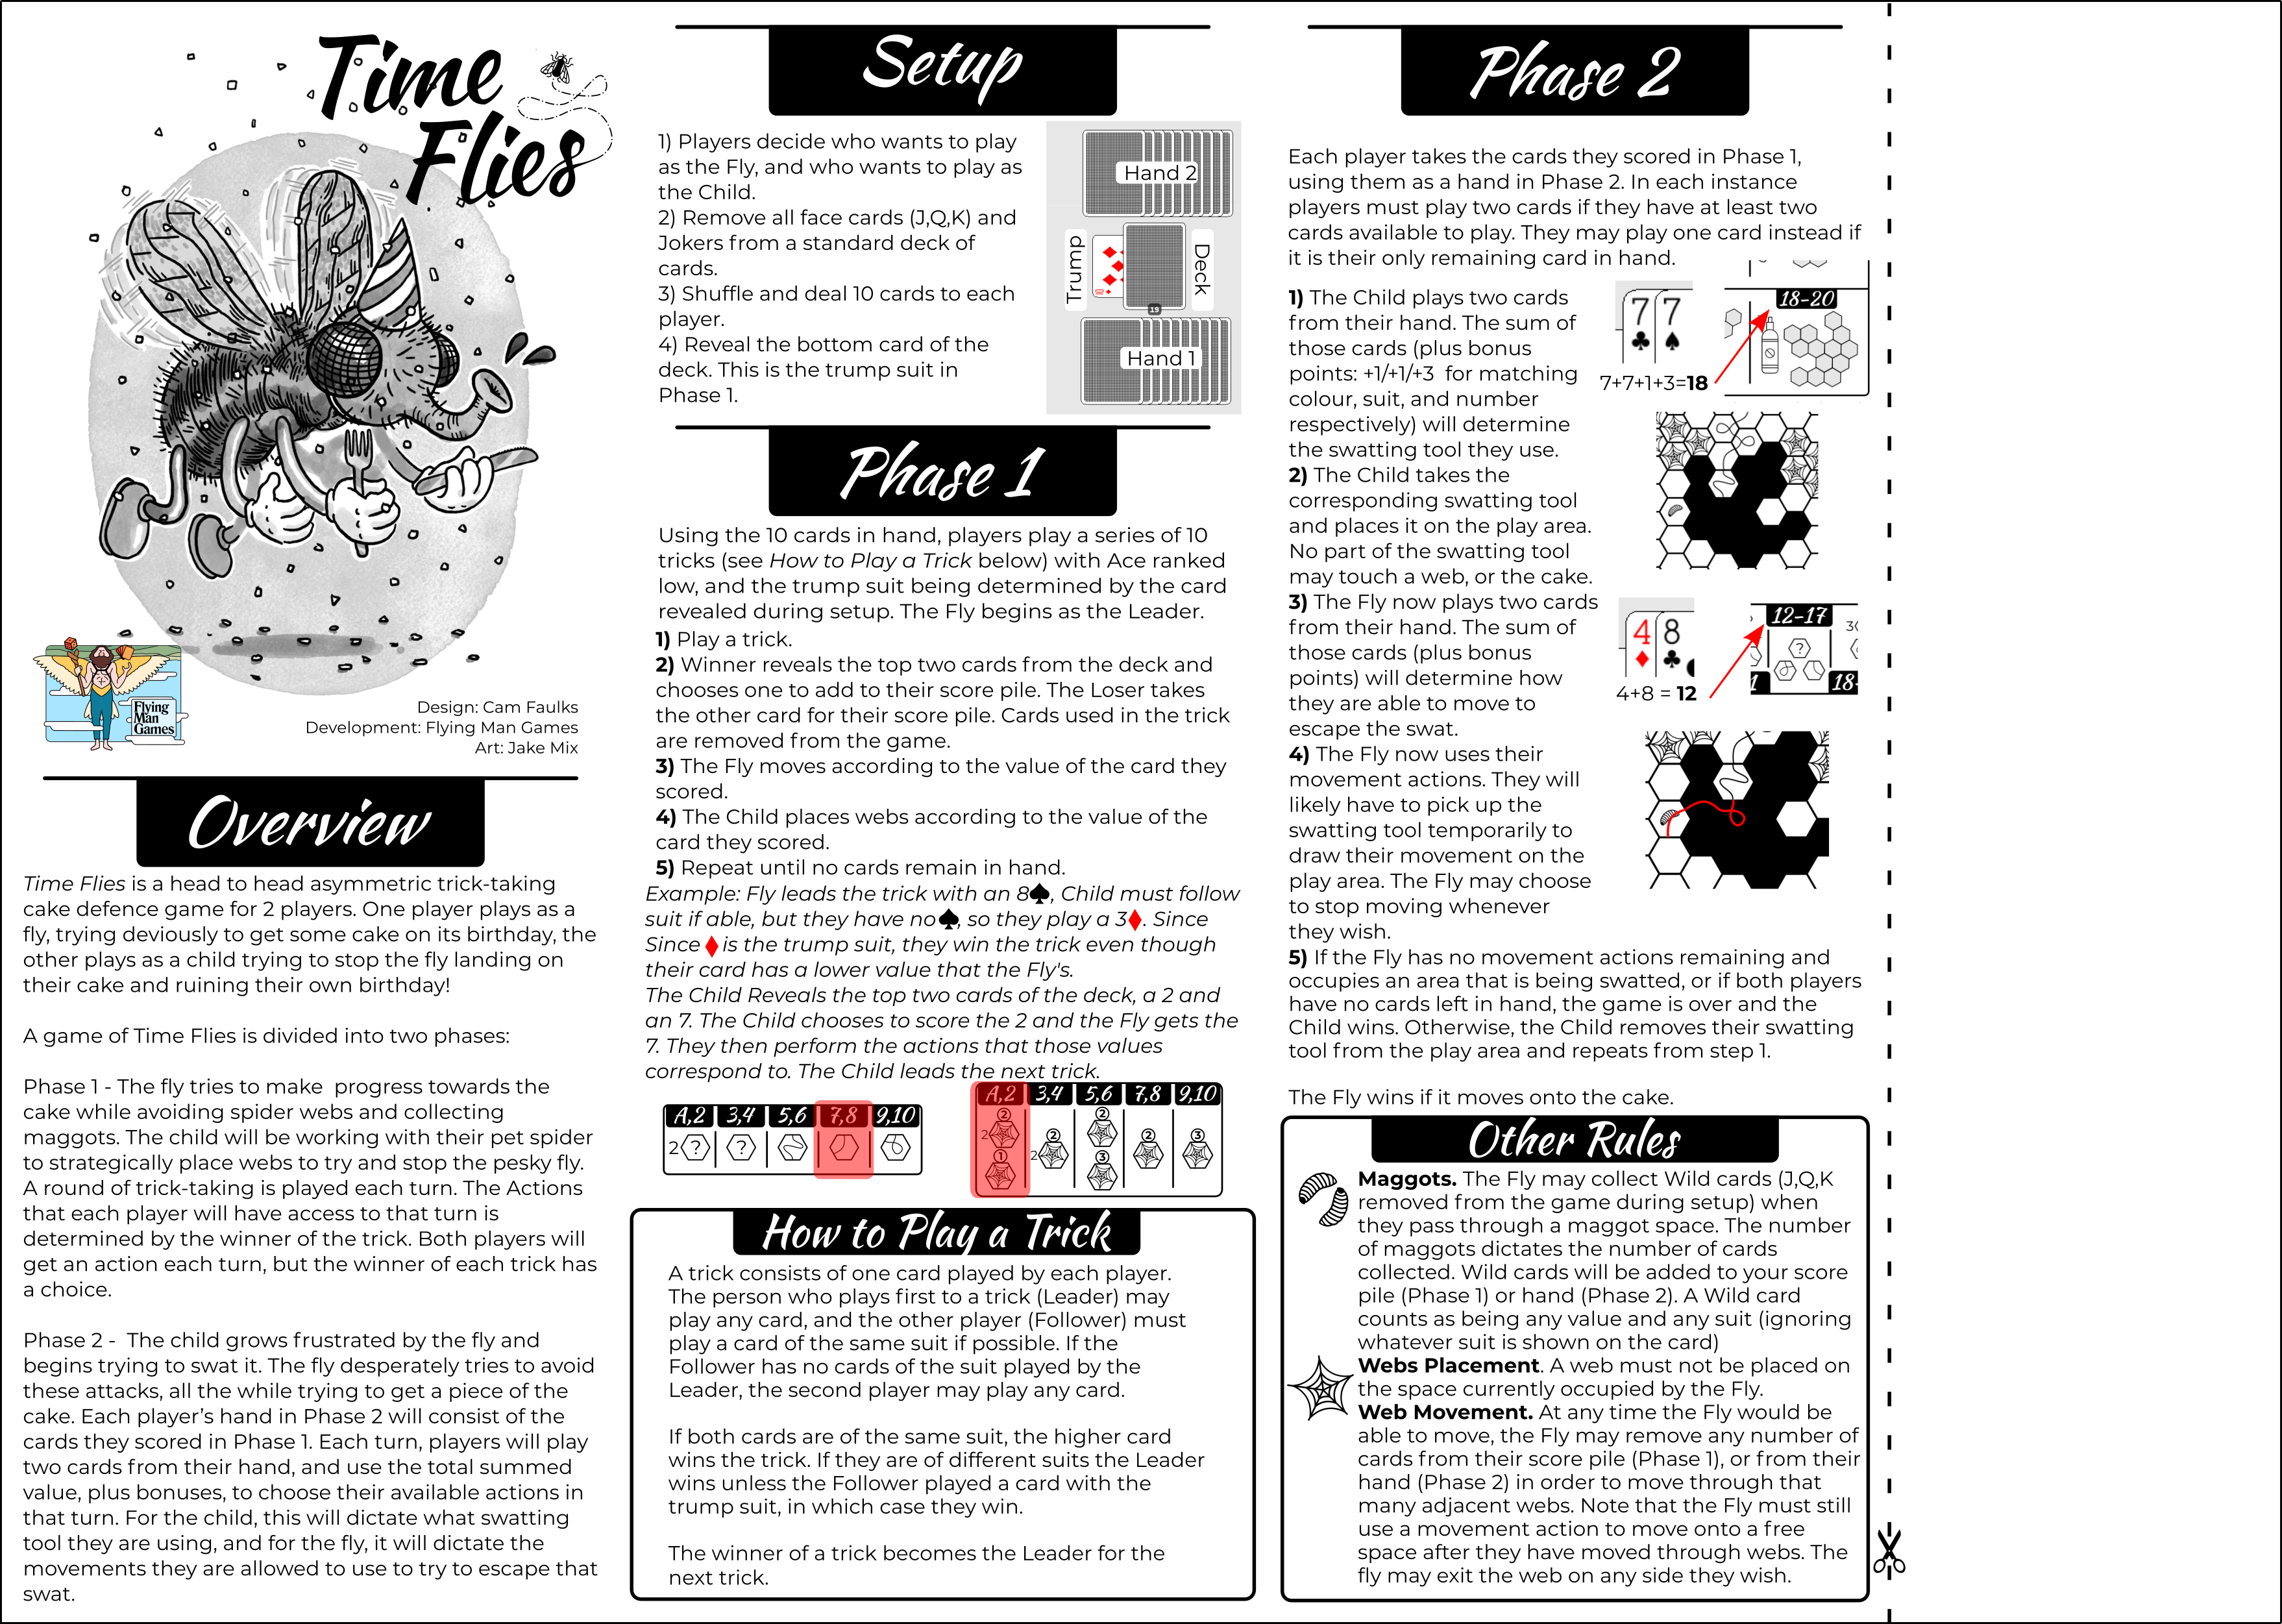 Time
Flies
Flying
Man
Games
Design: Cam Faulks
Development: Flying Man Games
Art: Jake Mix
Overview
Time Flies is a head to head asymmetric trick-taking
cake defence game for 2 players. One player plays as a
fly, trying deviously to get some cake on its birthday, the
other plays as a child trying to stop the fly landing on
their cake and ruining their own birthday!
A game of Time Flies is divided into two phases:
Phase 1 - The fly tries to make  progress towards the
cake while avoiding spider webs and collecting
maggots. The child will be working with their pet spider
to strategically place webs to try and stop the pesky fly.
A round of trick-taking is played each turn. The Actions
that each player will have access to that turn is
determined by the winner of the trick. Both players will
get an action each turn, but the winner of each trick has
a choice.
Phase 2 -  The child grows frustrated by the fly and
begins trying to swat it. The fly desperately tries to avoid
these attacks, all the while trying to get a piece of the
cake. Each player’s hand in Phase 2 will consist of the
cards they scored in Phase 1. Each turn, players will play
two cards from their hand, and use the total summed
value, plus bonuses, to choose their available actions in
that turn. For the child, this will dictate what swatting
tool they are using, and for the fly, it will dictate the
movements they are allowed to use to try to escape that
swat.
Setup
1) Players decide who wants to play
as the Fly, and who wants to play as
the Child.
2) Remove all face cards (J,Q,K) and
Jokers from a standard deck of
cards.
3) Shuffle and deal 10 cards to each
player.
4) Reveal the bottom card of the
deck. This is the trump suit in
Phase 1.
Hand 2
Trump
Deck
19
Hand 1
Phase 1
Using the 10 cards in hand, players play a series of 10
tricks (see How to Play a Trick below) with Ace ranked
low, and the trump suit being determined by the card
revealed during setup. The Fly begins as the Leader.
1) Play a trick.
2) Winner reveals the top two cards from the deck and
chooses one to add to their score pile. The Loser takes
the other card for their score pile. Cards used in the trick
are removed from the game.
3) The Fly moves according to the value of the card they
scored.
4) The Child places webs according to the value of the
card they scored.
5) Repeat until no cards remain in hand.
Example: Fly leads the trick with an 8♠, Child must follow
suit if able, but they have no♠, so they play a 3♦. Since
Since ♦ is the trump suit, they win the trick even though
their card has a lower value that the Fly's.
The Child Reveals the top two cards of the deck, a 2 and
an 7. The Child chooses to score the 2 and the Fly gets the
7. They then perform the actions that those values
correspond to. The Child leads the next trick.
A,2 3,4 5,6 7,8 9,10
2 ? ?
A,2 3,4 5,6 7,8 9,10
2 2 2 2 2 2 3
1 3
How to Play a Trick
A trick consists of one card played by each player.
The person who plays first to a trick (Leader) may
play any card, and the other player (Follower) must
play a card of the same suit if possible. If the
Follower has no cards of the suit played by the
Leader, the second player may play any card.
If both cards are of the same suit, the higher card
wins the trick. If they are of different suits the Leader
wins unless the Follower played a card with the
trump suit, in which case they win.
The winner of a trick becomes the Leader for the
next trick.
Phase 2
Each player takes the cards they scored in Phase 1,
using them as a hand in Phase 2. In each instance
players must play two cards if they have at least two
cards available to play. They may play one card instead if
it is their only remaining card in hand.
1) The Child plays two cards
from their hand. The sum of
those cards (plus bonus
points: +1/+1/+3  for matching
colour, suit, and number
respectively) will determine
the swatting tool they use.
2) The Child takes the
corresponding swatting tool
and places it on the play area.
No part of the swatting tool
may touch a web, or the cake.
3) The Fly now plays two cards
from their hand. The sum of
those cards (plus bonus
points) will determine how
they are able to move to
escape the swat.
4) The Fly now uses their
movement actions. They will
likely have to pick up the
swatting tool temporarily to
draw their movement on the
play area. The Fly may choose
to stop moving whenever
they wish.
7♣ 7♠
7+7+1+3=18
18-20
4♦ 8♣
4+8 = 12
12-17
?
3
1
18-
5) If the Fly has no movement actions remaining and
occupies an area that is being swatted, or if both players
have no cards left in hand, the game is over and the
Child wins. Otherwise, the Child removes their swatting
tool from the play area and repeats from step 1.
The Fly wins if it moves onto the cake.
Other Rules
Maggots. The Fly may collect Wild cards (J,Q,K
removed from the game during setup) when
they pass through a maggot space. The number
of maggots dictates the number of cards
collected. Wild cards will be added to your score
pile (Phase 1) or hand (Phase 2). A Wild card
counts as being any value and any suit (ignoring
whatever suit is shown on the card)
Webs Placement. A web must not be placed on
the space currently occupied by the Fly.
Web Movement. At any time the Fly would be
able to move, the Fly may remove any number of
cards from their score pile (Phase 1), or from their
hand (Phase 2) in order to move through that
many adjacent webs. Note that the Fly must still
use a movement action to move onto a free
space after they have moved through webs. The
fly may exit the web on any side they wish.